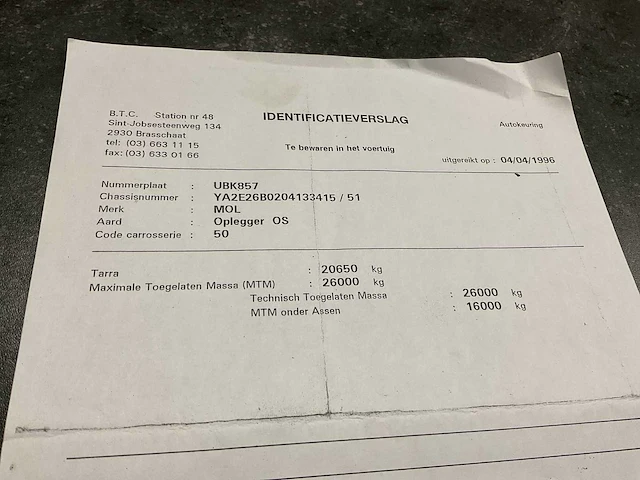 B.T.C. Station nr 48
Sint-Jobsesteenweg 134
2930 Brasschaat
tel: (03) 663 11 15
fax: (03) 633 01 66
IDENTIFICATIEVERSLAG
Te bewaren in het voertuig
Autokeuring
uitgereikt op : 04/04/1996
Nummerplaat : UBK857
Chassisnummer : YA2E26B0204133415 / 51
Merk : MOL
Aard : Oplegger OS
Code carrosserie : 50
Tarra : 20650 kg
Maximale Toegelaten Massa (MTM) : 26000 kg
Technisch Toegelaten Massa : 26000 kg
MTM onder Assen : 16000 kg